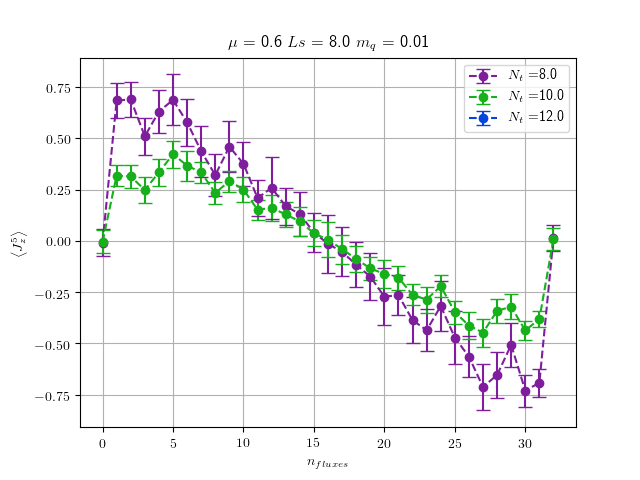 μ = 0.6 Ls = 8.0 m_q = 0.01
N_t =8.0
N_t =10.0
N_t =12.0
0.75
0.50
0.25
0.00
−0.25
−0.50
−0.75
⟨J_z^5⟩
0 5 10 15 20 25 30
n_fluxes